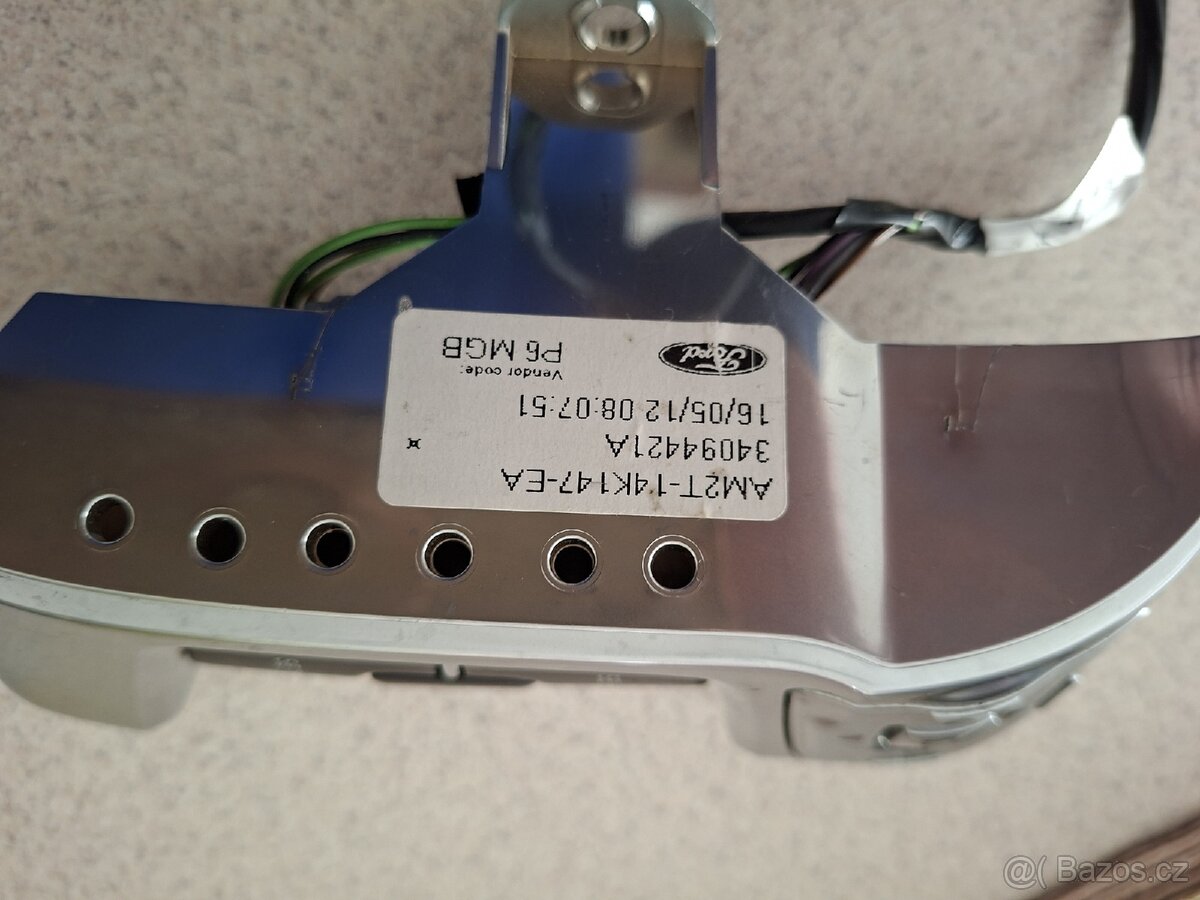 AM2T-14K147-EA
34094421A
16/05/12 08:07:51
Ford
Vendor code:
P6 MGB
@( Bazos.cz